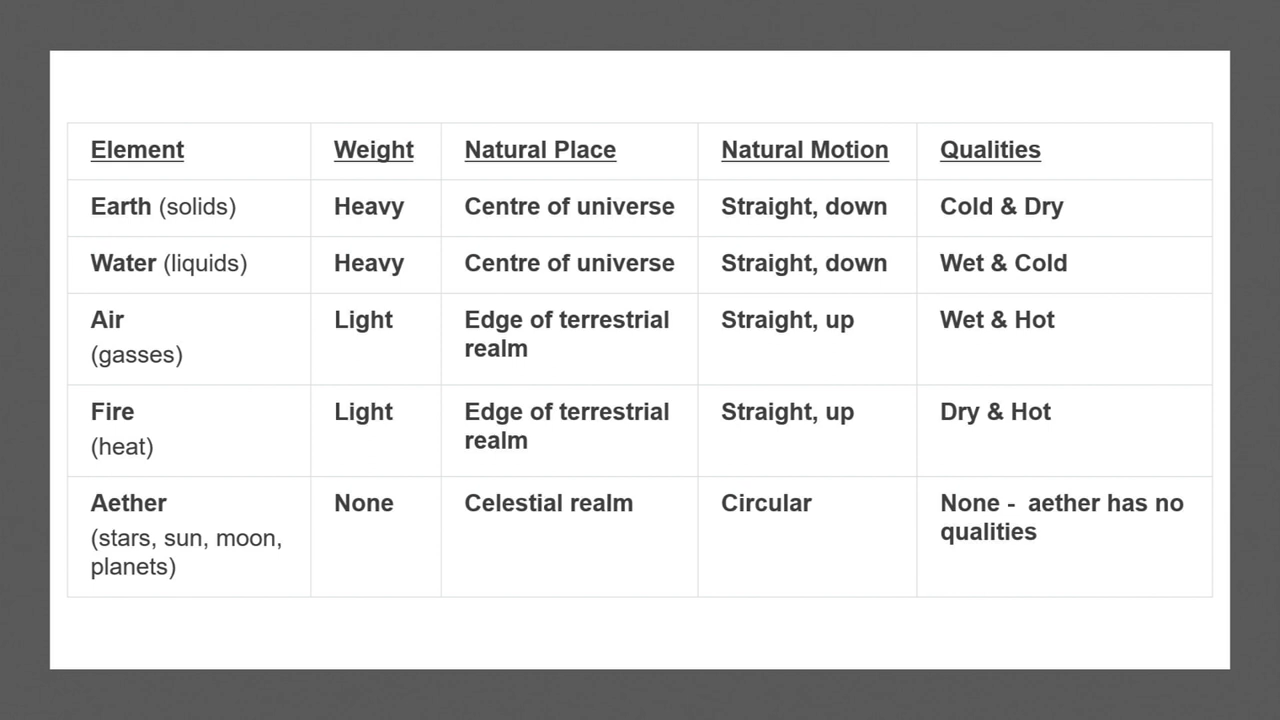 Element Weight Natural Place Natural Motion Qualities
Earth (solids) Heavy Centre of universe Straight, down Cold & Dry
Water (liquids) Heavy Centre of universe Straight, down Wet & Cold
Air Light Edge of terrestrial Straight, up Wet & Hot
(gasses) realm
Fire Light Edge of terrestrial Straight, up Dry & Hot
(heat) realm
Aether None Celestial realm Circular None - aether has no
(stars, sun, moon, qualities
planets)